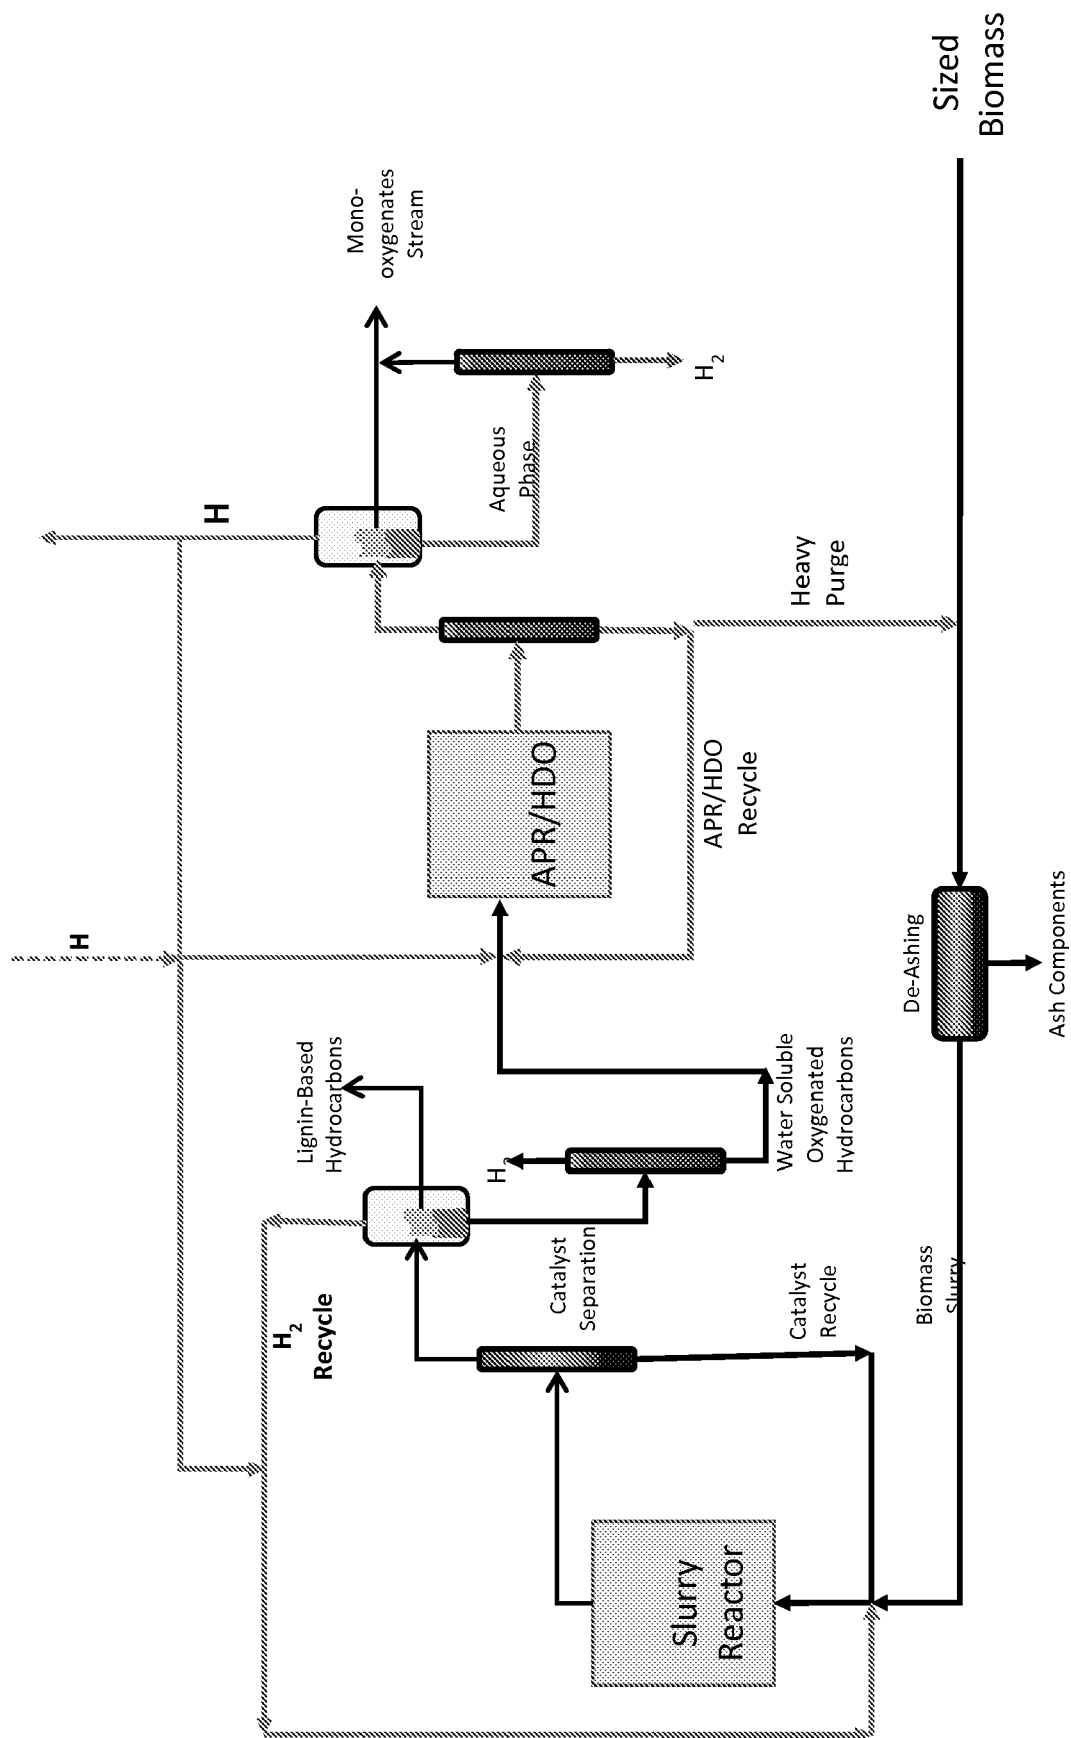 H
H
H₂
Recycle
Lignin-Based
Hydrocarbons
Mono-
oxygenates
Stream
H
Aqueous
Phase
APR/HDO
Catalyst
Separation
Slurry
Reactor
H₂
APR/HDO
Recycle
Water Soluble
Oxygenated
Hydrocarbons
Catalyst
Recycle
Heavy
Purge
De-Ashing
Biomass
Slurry
Sized
Biomass
Ash Components